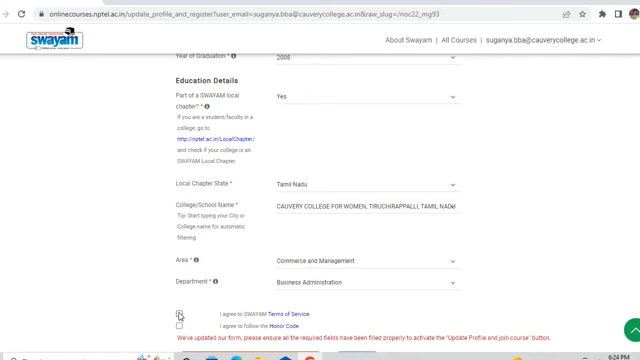 onlinecourses.nptel.ac.in/update_profile_and_register?user_email=suganya.bba@cauverycollege.ac.in&raw_slug=/noc22_mg93
swayam
About Swayam All Courses suganya.bba@cauverycollege.ac.in
Year of Graduation * 2008
Education Details
Part of a SWAYAM local Yes
chapter?
If you are a student/faculty in a
college, go to
http://nptel.ac.in/LocalChapter/
and check if your college is an
SWAYAM Local Chapter
Local Chapter State * Tamil Nadu
College/School Name * CAUVERY COLLEGE FOR WOMEN, TIRUCHIRAPPALLI, TAMIL NADU
Tip: Start typing your City or
College name for automatic
filtering
Area * Commerce and Management
Department * Business Administration
I agree to SWAYAM Terms of Service.
I agree to follow the Honor Code.
We've updated our form, please ensure all the required fields have been filled properly to activate the "Update Profile and join course" button.
6:24 PM